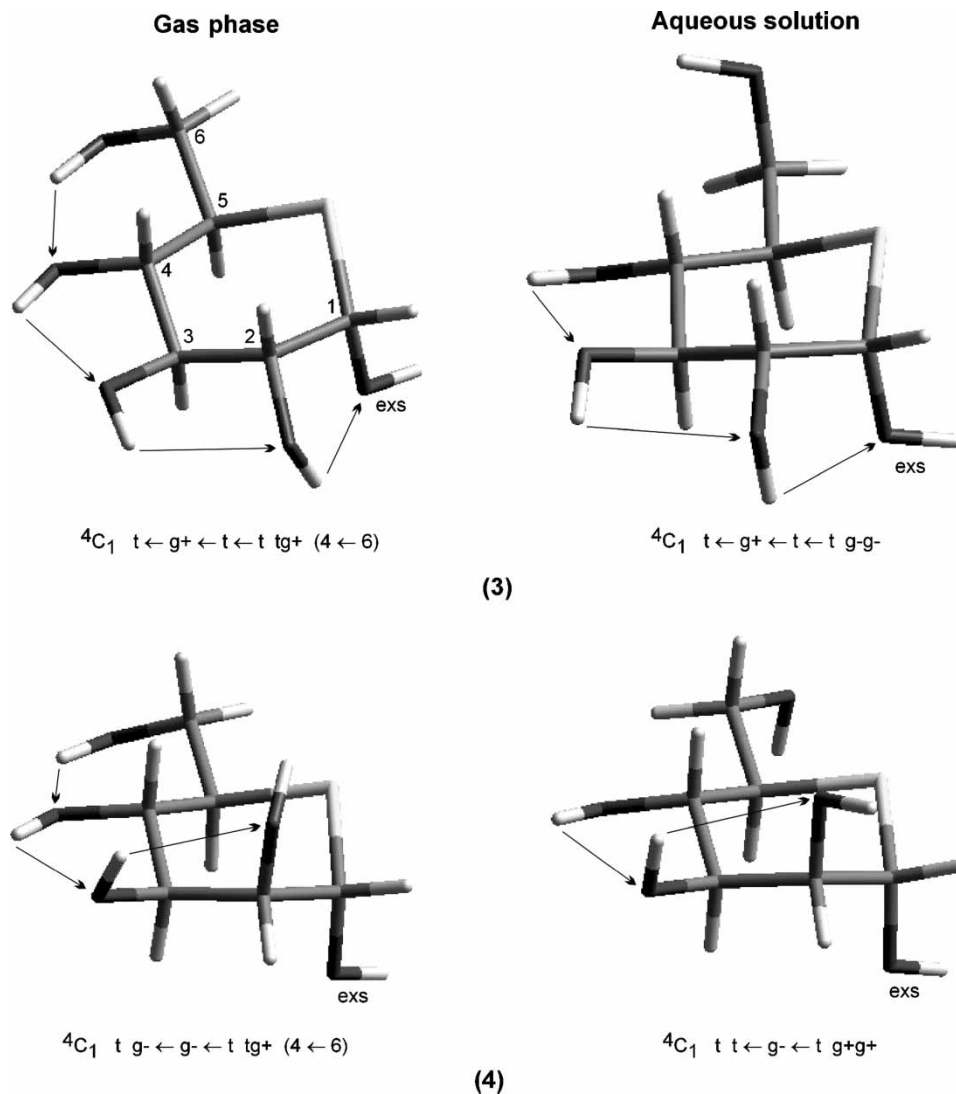 Gas phase
Aqueous solution
6
5
4
1
3
2
exs
exs
⁴C₁ t ← g+ ← t ← t tg+ (4 ← 6)
⁴C₁ t ← g+ ← t ← t g-g-
(3)
exs
exs
⁴C₁ t g- ← g- ← t tg+ (4 ← 6)
⁴C₁ t t ← g- ← t g+g+
(4)